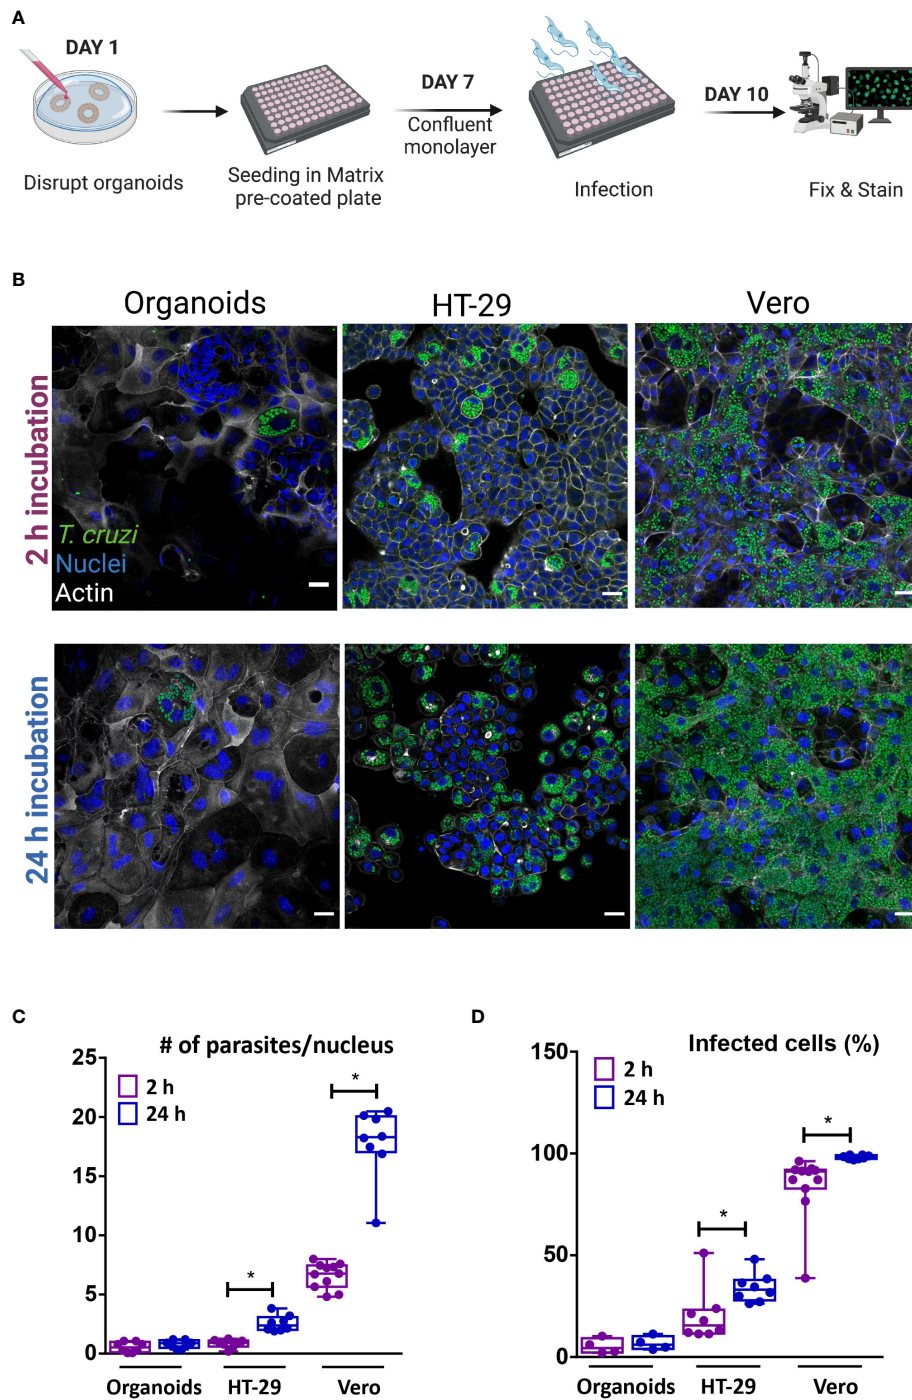 A
DAY 1
Disrupt organoids
Seeding in Matrix
pre-coated plate
DAY 7
Confluent
monolayer
Infection
DAY 10
Fix & Stain
B
Organoids
HT-29
Vero
2 h incubation
T. cruzi
Nuclei
Actin
24 h incubation
C
# of parasites/nucleus
2 h
24 h
25
20
15
10
5
0
*
*
Organoids
HT-29
Vero
D
Infected cells (%)
2 h
24 h
150
100
50
0
*
*
Organoids
HT-29
Vero